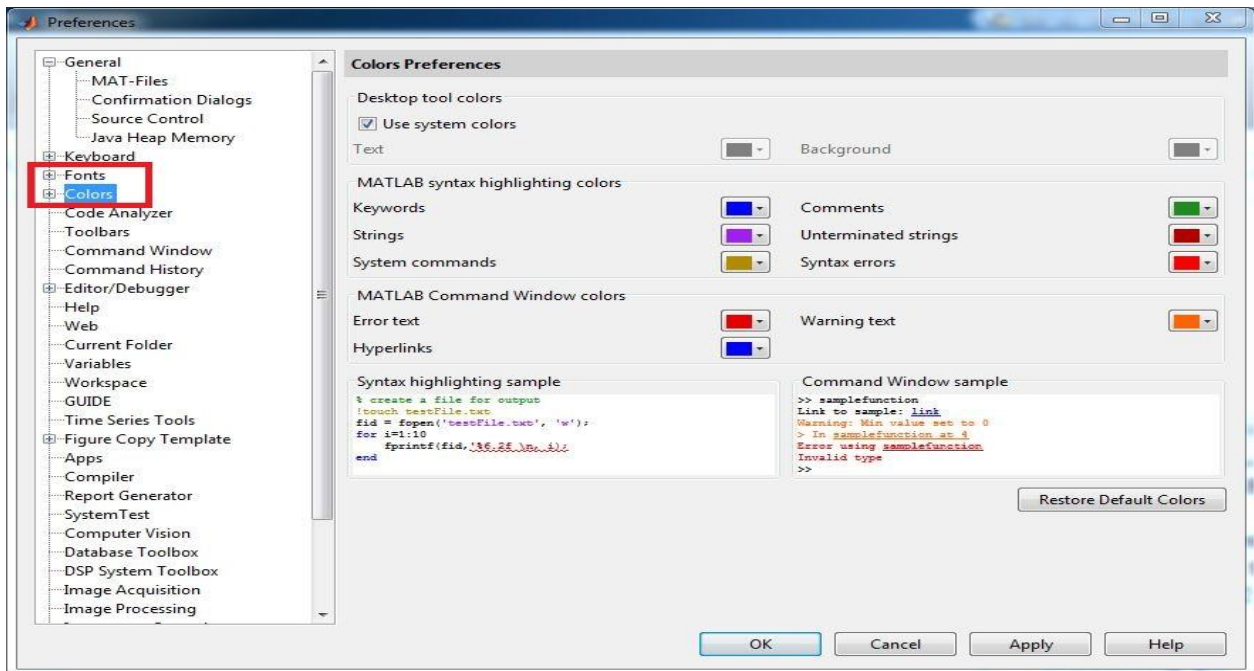 Preferences
General
MAT-Files
Confirmation Dialogs
Source Control
Java Heap Memory
Keyboard
Fonts
Colors
Code Analyzer
Toolbars
Command Window
Command History
Editor/Debugger
Help
Web
Current Folder
Variables
Workspace
GUIDE
Time Series Tools
Figure Copy Template
Apps
Compiler
Report Generator
SystemTest
Computer Vision
Database Toolbox
DSP System Toolbox
Image Acquisition
Image Processing
Colors Preferences
Desktop tool colors
Use system colors
Text Background
MATLAB syntax highlighting colors
Keywords Comments
Strings Unterminated strings
System commands Syntax errors
MATLAB Command Window colors
Error text Warning text
Hyperlinks
Syntax highlighting sample
% create a file for output
!touch testFile.txt
fid = fopen('testFile.txt', 'w');
for i=1:10
fprintf(fid,'%6.2f \n, i);
end
Command Window sample
>> samplefunction
Link to sample: link
Warning: Min value set to 0
> In samplefunction at 4
Error using samplefunction
Invalid type
>>
Restore Default Colors
OK Cancel Apply Help